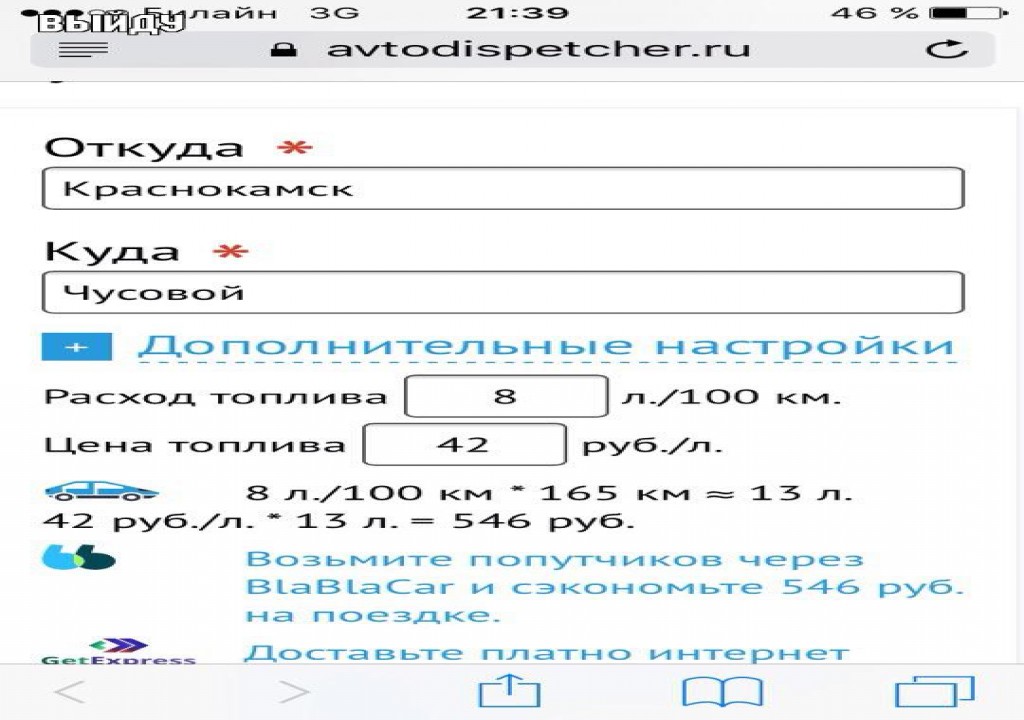 Билайн 3G 21:39 46 %
выйду
avtodispetcher.ru
Откуда *
Краснокамск
Куда *
Чусовой
+ Дополнительные настройки
Расход топлива 8 л./100 км.
Цена топлива 42 руб./л.
8 л./100 км * 165 км ≈ 13 л.
42 руб./л. * 13 л. = 546 руб.
Возьмите попутчиков через
BlaBlaCar и сэкономьте 546 руб.
на поездке.
GetExpress
Доставьте платно интернет